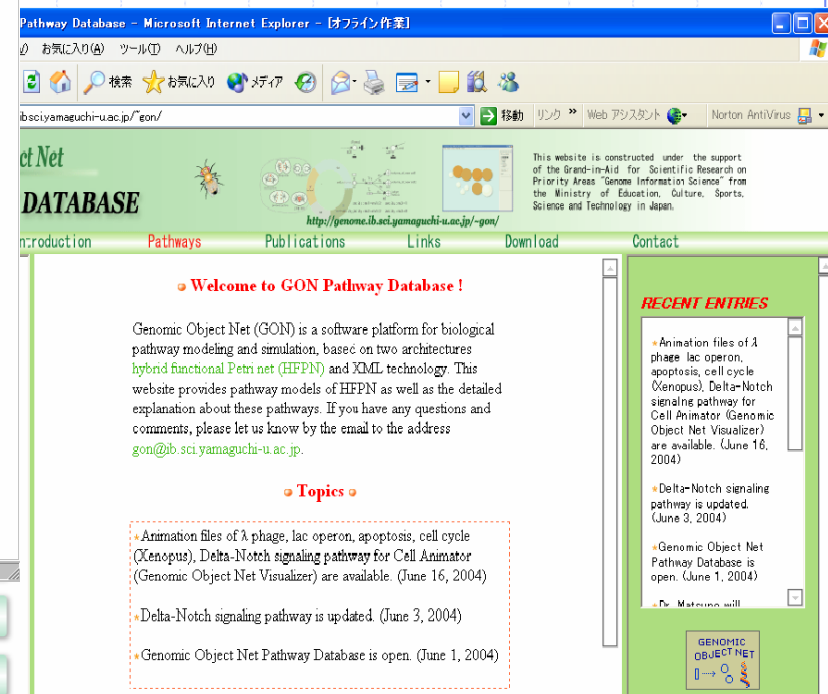 Pathway Database - Microsoft Internet Explorer - [オフライン作業]
お気に入り(A) ツール(T) ヘルプ(H)
検索 お気に入り メディア
ibsci.yamaguchi-u.ac.jp/~gon/ 移動 リンク » Web アシスタント Norton AntiVirus
ct Net
DATABASE
http://genome.ib.sci.yamaguchi-u.ac.jp/~gon/
This website is constructed under the support
of the Grand-in-Aid for Scientific Research on
Priority Areas "Genome Information Science" from
the Ministry of Education, Culture, Sports,
Science and Technology in Japan.
ntroduction Pathways Publications Links Download Contact
Welcome to GON Pathway Database !
Genomic Object Net (GON) is a software platform for biological
pathway modeling and simulation, based on two architectures
hybrid functional Petri net (HFPN) and XML technology. This
website provides pathway models of HFPN as well as the detailed
explanation about these pathways. If you have any questions and
comments, please let us know by the email to the address
gon@ib.sci.yamaguchi-u.ac.jp.
Topics
*Animation files of λ phage, lac operon, apoptosis, cell cycle
(Xenopus), Delta-Notch signaling pathway for Cell Animator
(Genomic Object Net Visualizer) are available. (June 16, 2004)
*Delta-Notch signaling pathway is updated. (June 3, 2004)
*Genomic Object Net Pathway Database is open. (June 1, 2004)
RECENT ENTRIES
*Animation files of λ
phage lac operon,
apoptosis, cell cycle
(Xenopus), Delta-Notch
signaling pathway for
Cell Animator (Genomic
Object Net Visualizer)
are available. (June 16,
2004)
*Delta-Notch signaling
pathway is updated.
(June 3, 2004)
*Genomic Object Net
Pathway Database is
open. (June 1, 2004)
*Dr. Matsuno will
GENOMIC
OBJECT NET